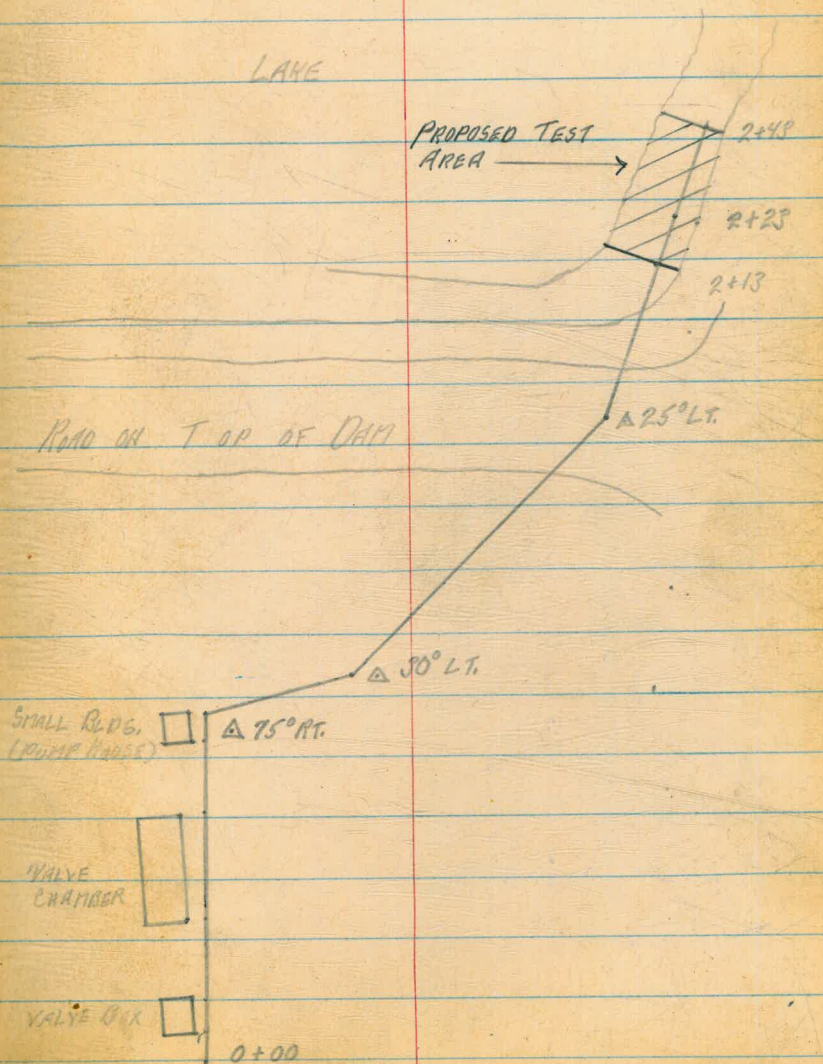 LAKE
PROPOSED TEST
AREA
2+43
2+23
2+13
△ 25° LT.
ROAD ON TOP OF DAM
△ 30° LT.
SMALL BLDG.
(PUMP HOUSE)
△ 75° RT.
VALVE
CHAMBER
VALVE BOX
0+00